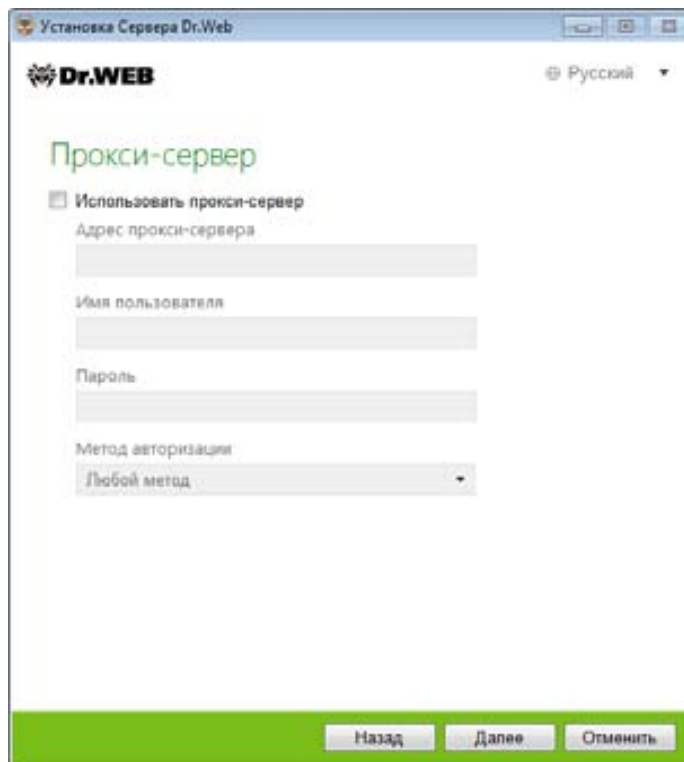 Установка Сервера Dr.Web
Dr.WEB
Русский
Прокси-сервер
Использовать прокси-сервер
Адрес прокси-сервера
Имя пользователя
Пароль
Метод авторизации
Любой метод
Назад
Далее
Отменить